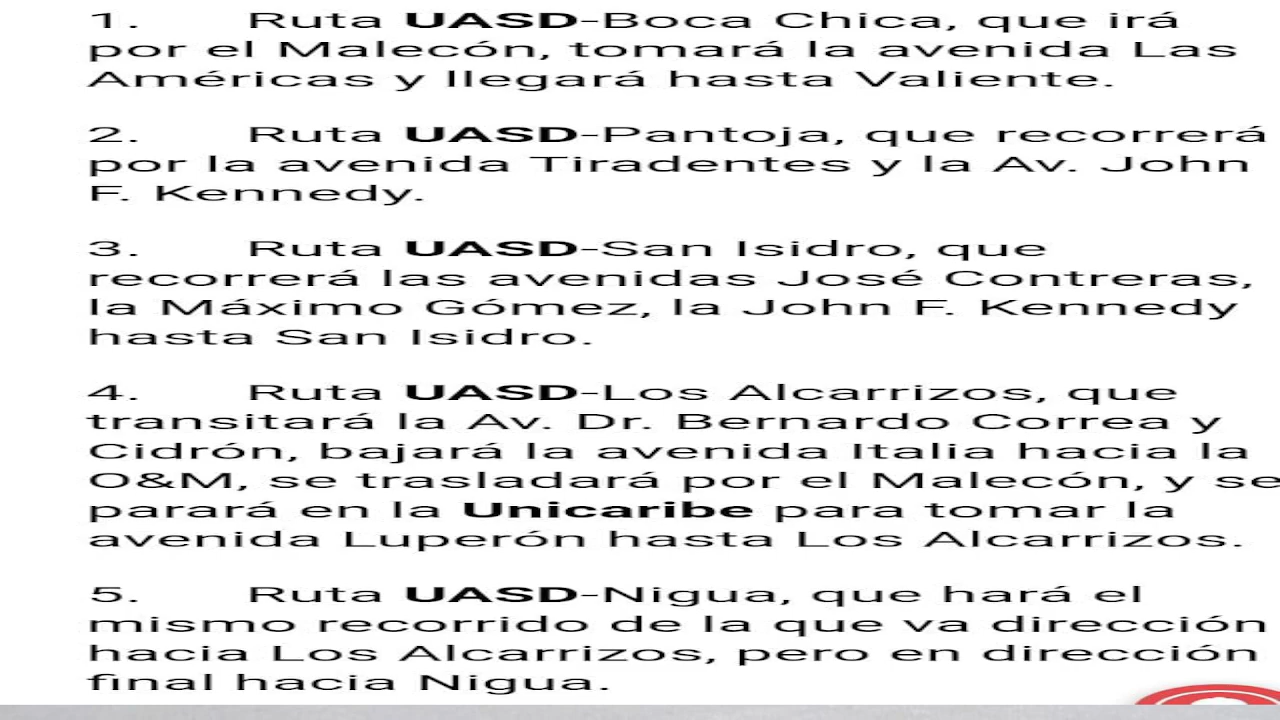 1. Ruta UASD-Boca Chica, que irá
por el Malecón, tomará la avenida Las
Américas y llegará hasta Valiente.
2. Ruta UASD-Pantoja, que recorrerá
por la avenida Tiradentes y la Av. John
F. Kennedy.
3. Ruta UASD-San Isidro, que
recorrerá las avenidas José Contreras,
la Máximo Gómez, la John F. Kennedy
hasta San Isidro.
4. Ruta UASD-Los Alcarrizos, que
transitará la Av. Dr. Bernardo Correa y
Cidrón, bajará la avenida Italia hacia la
O&M, se trasladará por el Malecón, y se
parará en la Unicaribe para tomar la
avenida Luperón hasta Los Alcarrizos.
5. Ruta UASD-Nigua, que hará el
mismo recorrido de la que va dirección
hacia Los Alcarrizos, pero en dirección
final hacia Nigua.